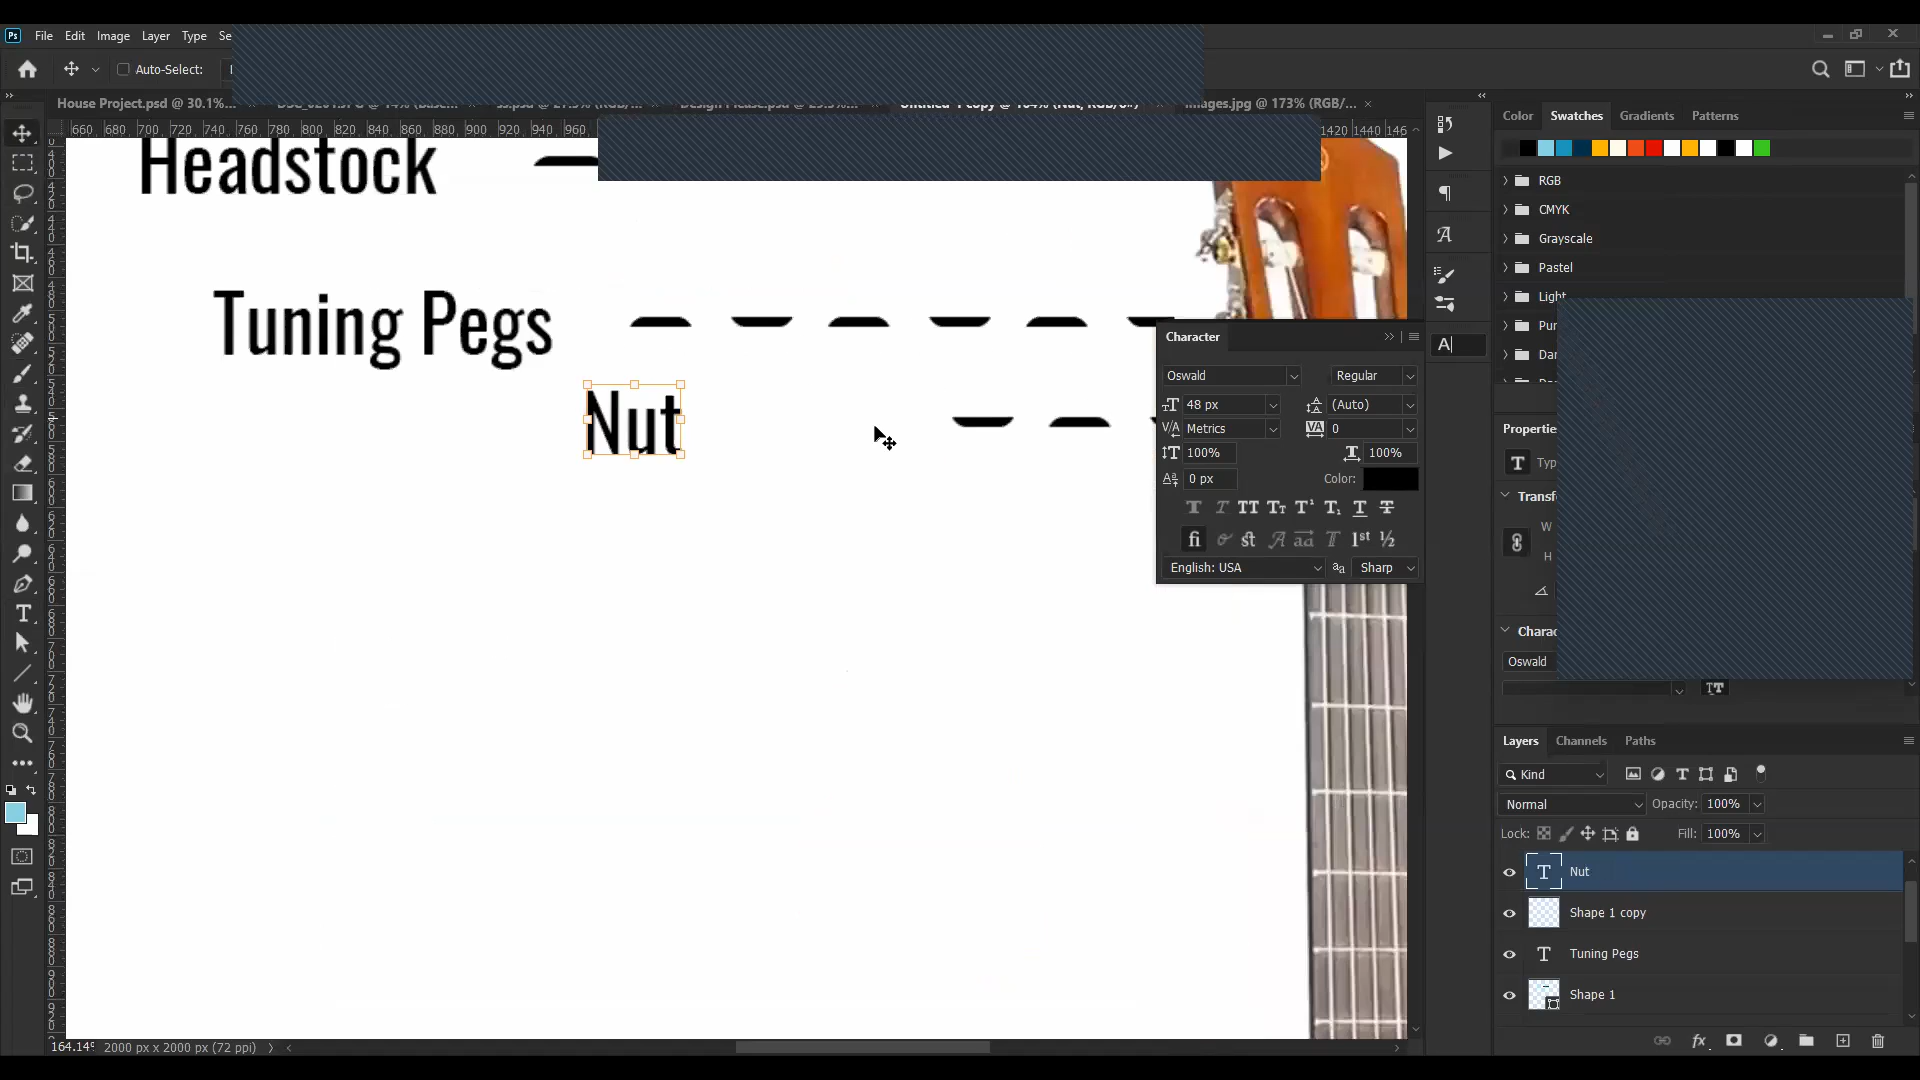 Ps File Edit Image Layer Type
Auto-Select:
House Project.psd @ 30.1%...
images.jpg @ 173% (RGB/...
660 680 700 720 740 760 780 800 820 840 860 880 900 920 940 960 1420 1440
Headstock
Tuning Pegs
Nut
Character
Oswald Regular
48 px (Auto)
Metrics 0
100% 100%
0 px Color:
English: USA Sharp
Color Swatches Gradients Patterns
RGB
CMYK
Grayscale
Pastel
Light
Properties
W
H
Oswald
Layers Channels Paths
Kind
Normal Opacity: 100%
Lock: Fill: 100%
Nut
Shape 1 copy
Tuning Pegs
Shape 1
2000 px x 2000 px (72 ppi)